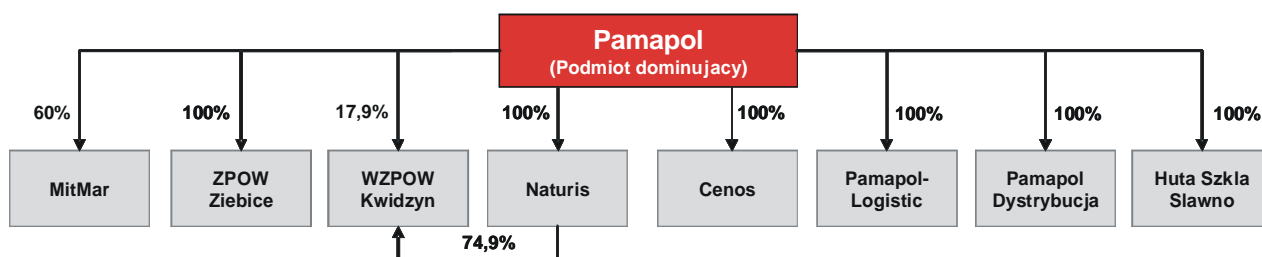 Pamapol
(Podmiot dominujacy)
60%
100%
17,9%
100%
100%
100%
100%
100%
MitMar
ZPOW
Ziebice
WZPOW
Kwidzyn
Naturis
Cenos
Pamapol-
Logistic
Pamapol
Dystrybucja
Huta Szkla
Slawno
74,9%